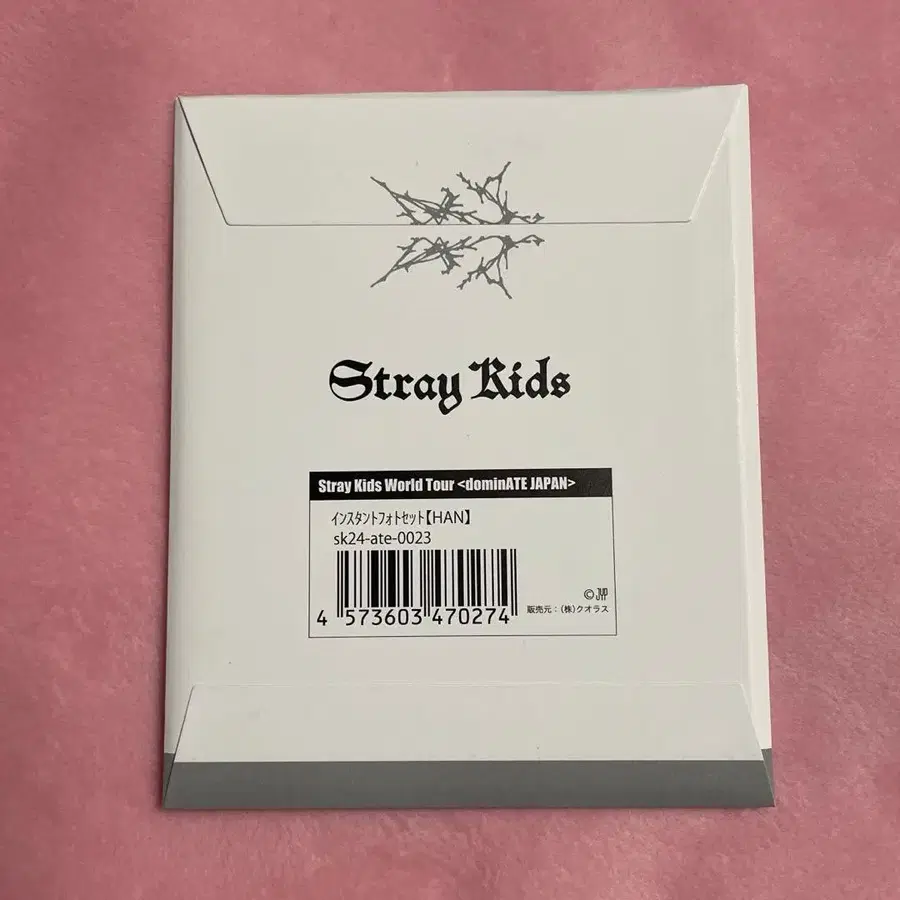 Stray Kids
Stray Kids World Tour <dominATE JAPAN>
インスタントフォトセット【HAN】
sk24-ate-0023
4 573603 470274
©
販売元:(株)クオラス